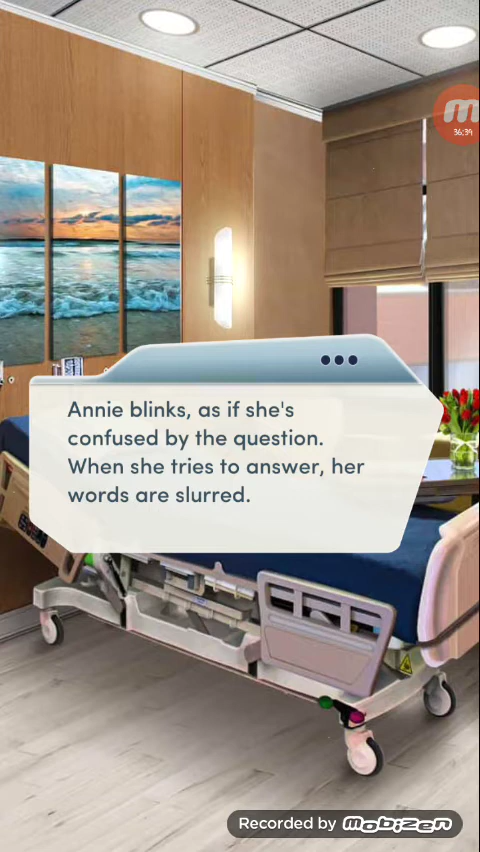 36:39
Annie blinks, as if she's
confused by the question.
When she tries to answer, her
words are slurred.
Recorded by mobizen